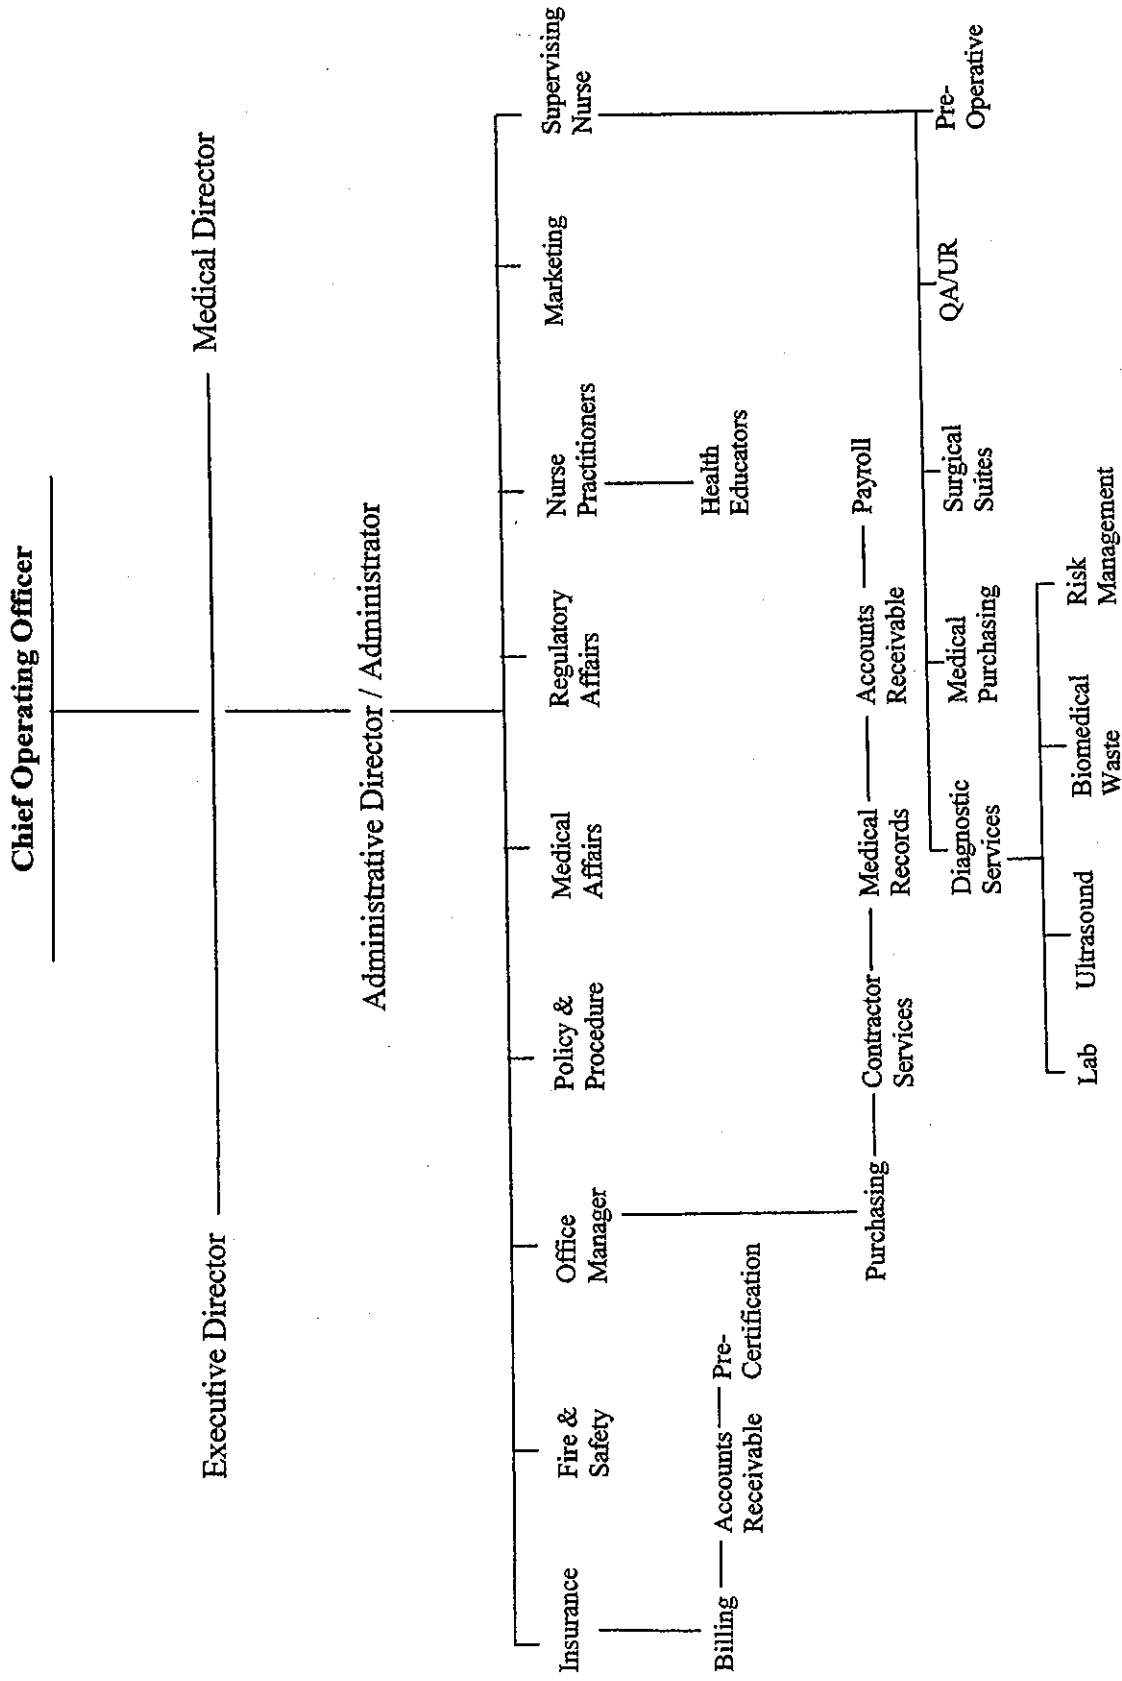 Chief Operating Officer
Executive Director
Medical Director
Administrative Director / Administrator
Insurance
Fire &
Safety
Office
Manager
Policy &
Procedure
Medical
Affairs
Regulatory
Affairs
Nurse
Practitioners
Marketing
Supervising
Nurse
Billing
Accounts
Receivable
Pre-
Certification
Health
Educators
Purchasing
Contractor
Services
Medical
Records
Accounts
Receivable
Payroll
Diagnostic
Services
Medical
Purchasing
Surgical
Suites
QA/UR
Pre-
Operative
Lab
Ultrasound
Biomedical
Waste
Risk
Management